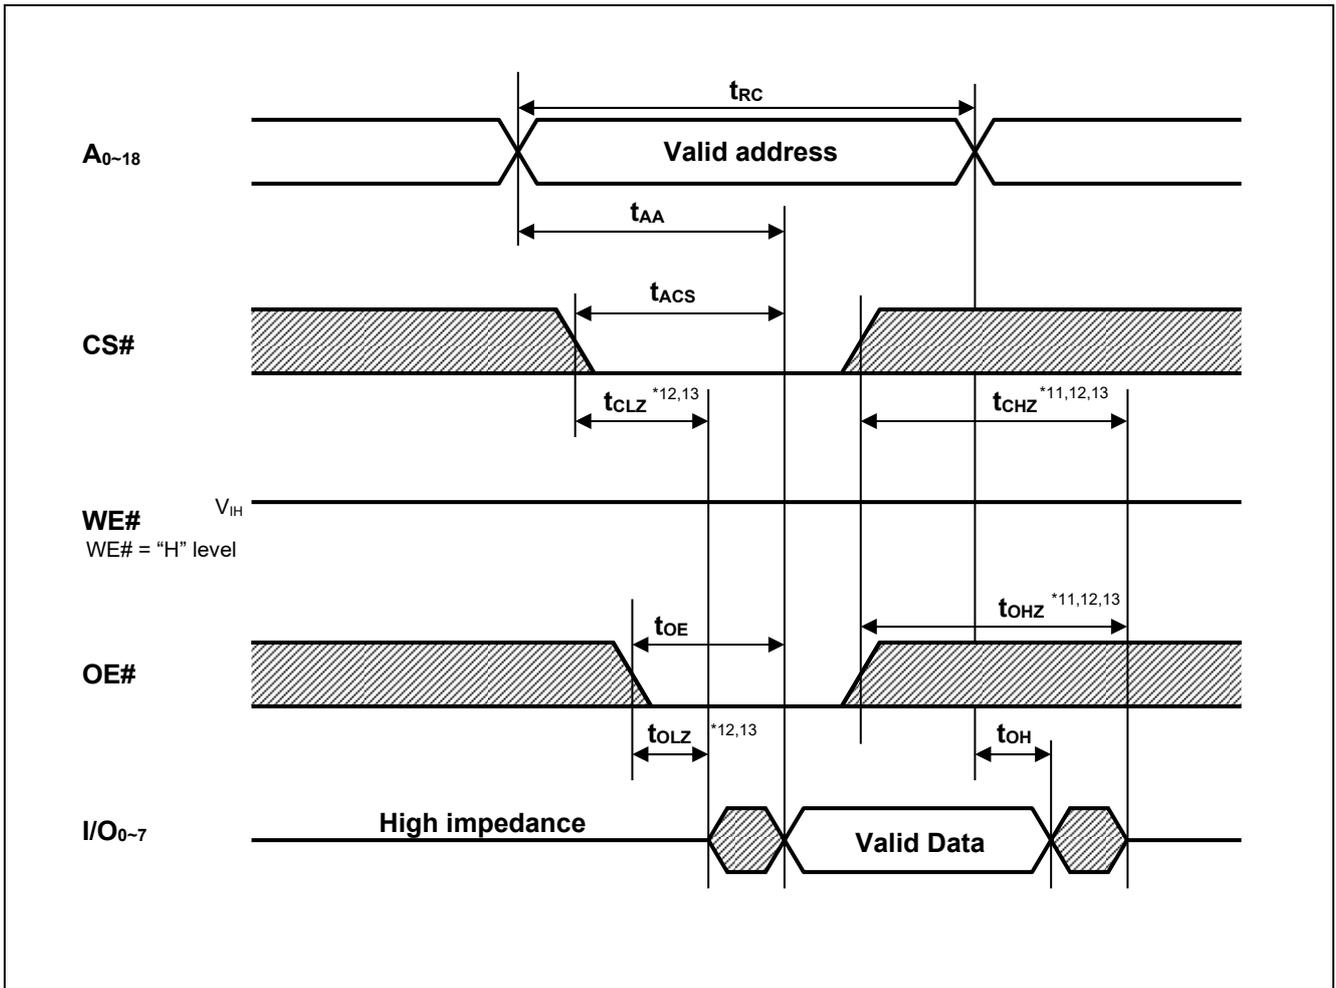 tRC
A0~18
Valid address
tAA
tACS
CS#
tCLZ *12,13
tCHZ *11,12,13
VIH
WE#
WE# = “H” level
tOHZ *11,12,13
tOE
OE#
tOLZ *12,13
tOH
I/O0~7
High impedance
Valid Data